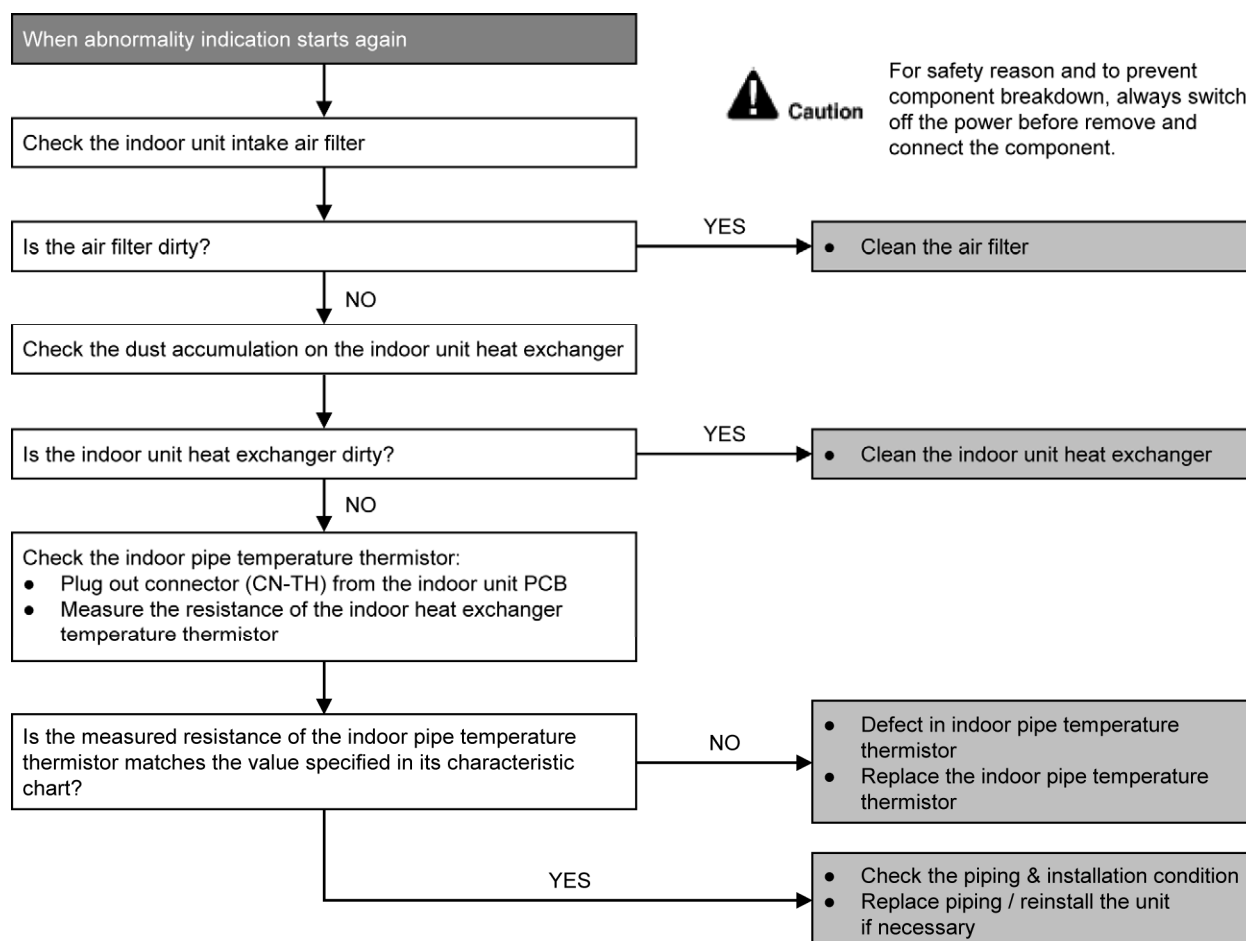 When abnormality indication starts again
Caution
For safety reason and to prevent
component breakdown, always switch
off the power before remove and
connect the component.
Check the indoor unit intake air filter
Is the air filter dirty?
YES
● Clean the air filter
NO
Check the dust accumulation on the indoor unit heat exchanger
Is the indoor unit heat exchanger dirty?
YES
● Clean the indoor unit heat exchanger
NO
Check the indoor pipe temperature thermistor:
● Plug out connector (CN-TH) from the indoor unit PCB
● Measure the resistance of the indoor heat exchanger
temperature thermistor
Is the measured resistance of the indoor pipe temperature
thermistor matches the value specified in its characteristic
chart?
NO
● Defect in indoor pipe temperature
thermistor
● Replace the indoor pipe temperature
thermistor
YES
● Check the piping & installation condition
● Replace piping / reinstall the unit
if necessary